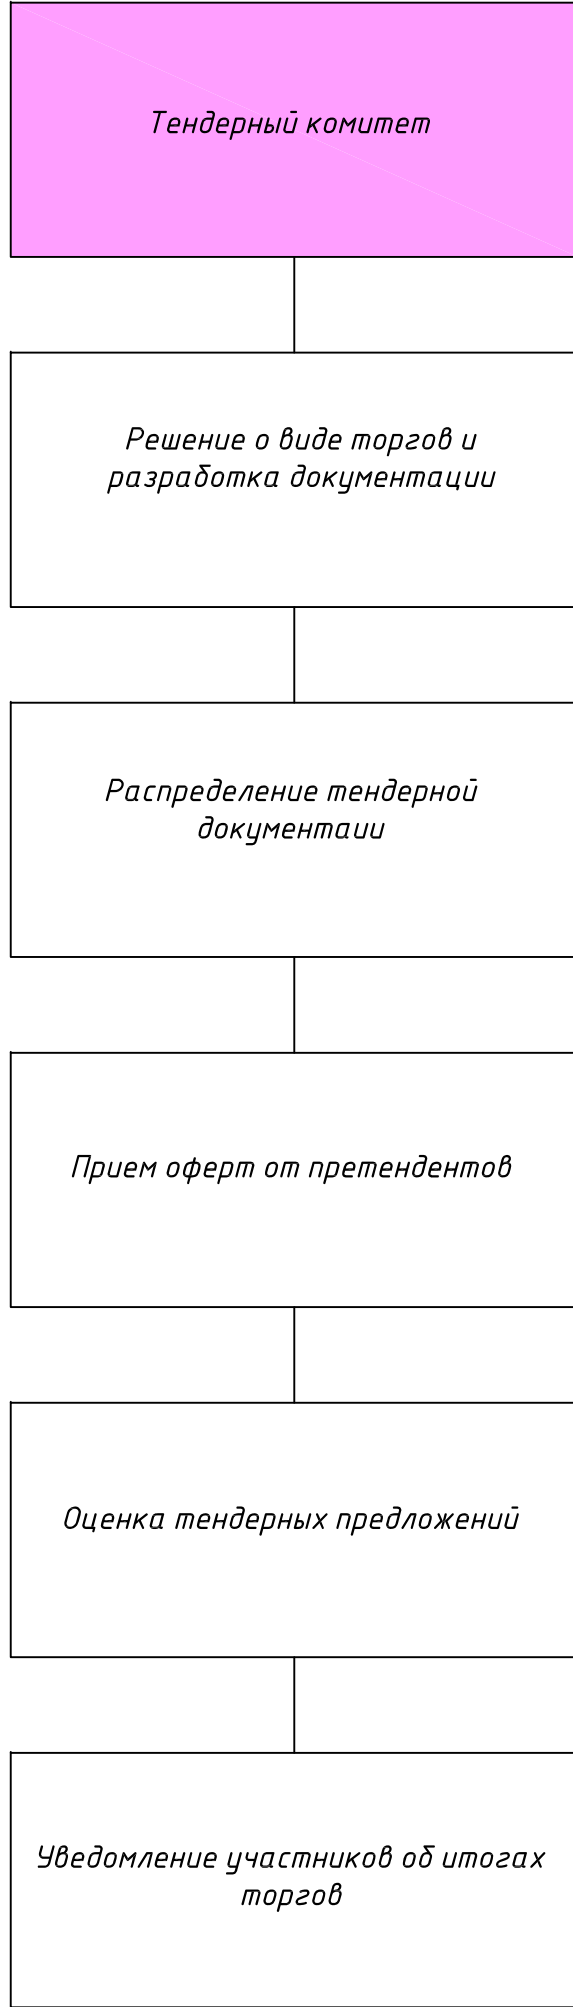 Тендерный комитет
Решение о виде торгов и
разработка документации
Распределение тендерной
документаии
Прием оферт от претендентов
Оценка тендерных предложений
Уведомление участников об итогах
торгов